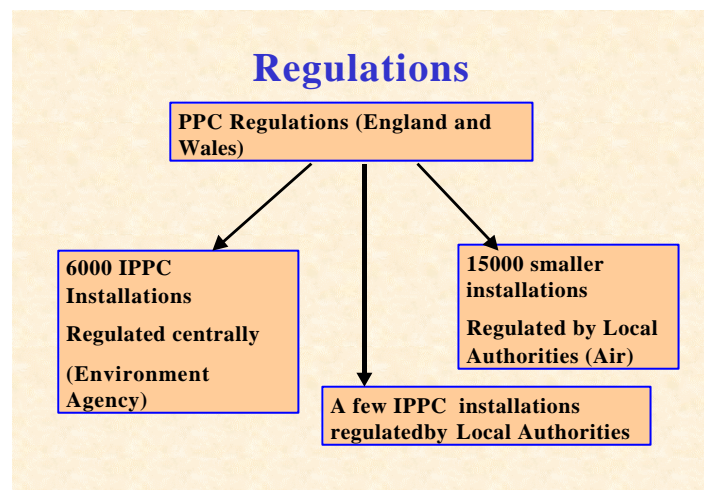 Regulations
PPC Regulations (England and
Wales)
6000 IPPC
Installations
Regulated centrally
(Environment
Agency)
15000 smaller
installations
Regulated by Local
Authorities (Air)
A few IPPC installations
regulatedby Local Authorities